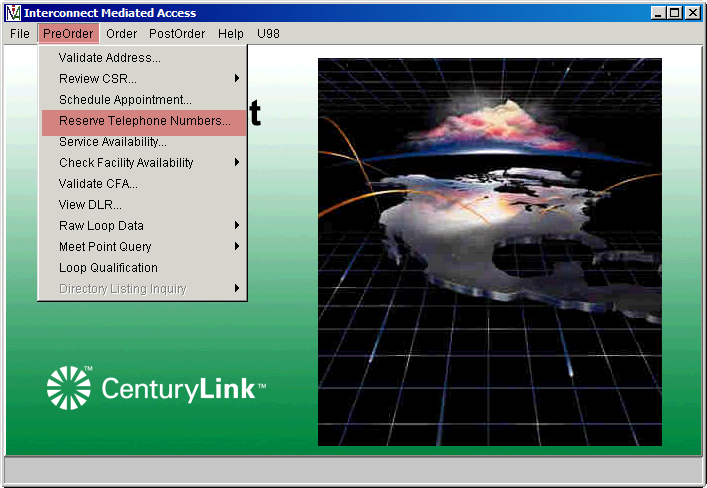 Interconnect Mediated Access
File PreOrder Order PostOrder Help U98
Validate Address...
Review CSR...
Schedule Appointment...
Reserve Telephone Numbers...
Service Availability...
Check Facility Availability
Validate CFA...
View DLR...
Raw Loop Data
Meet Point Query
Loop Qualification
Directory Listing Inquiry
CenturyLink™